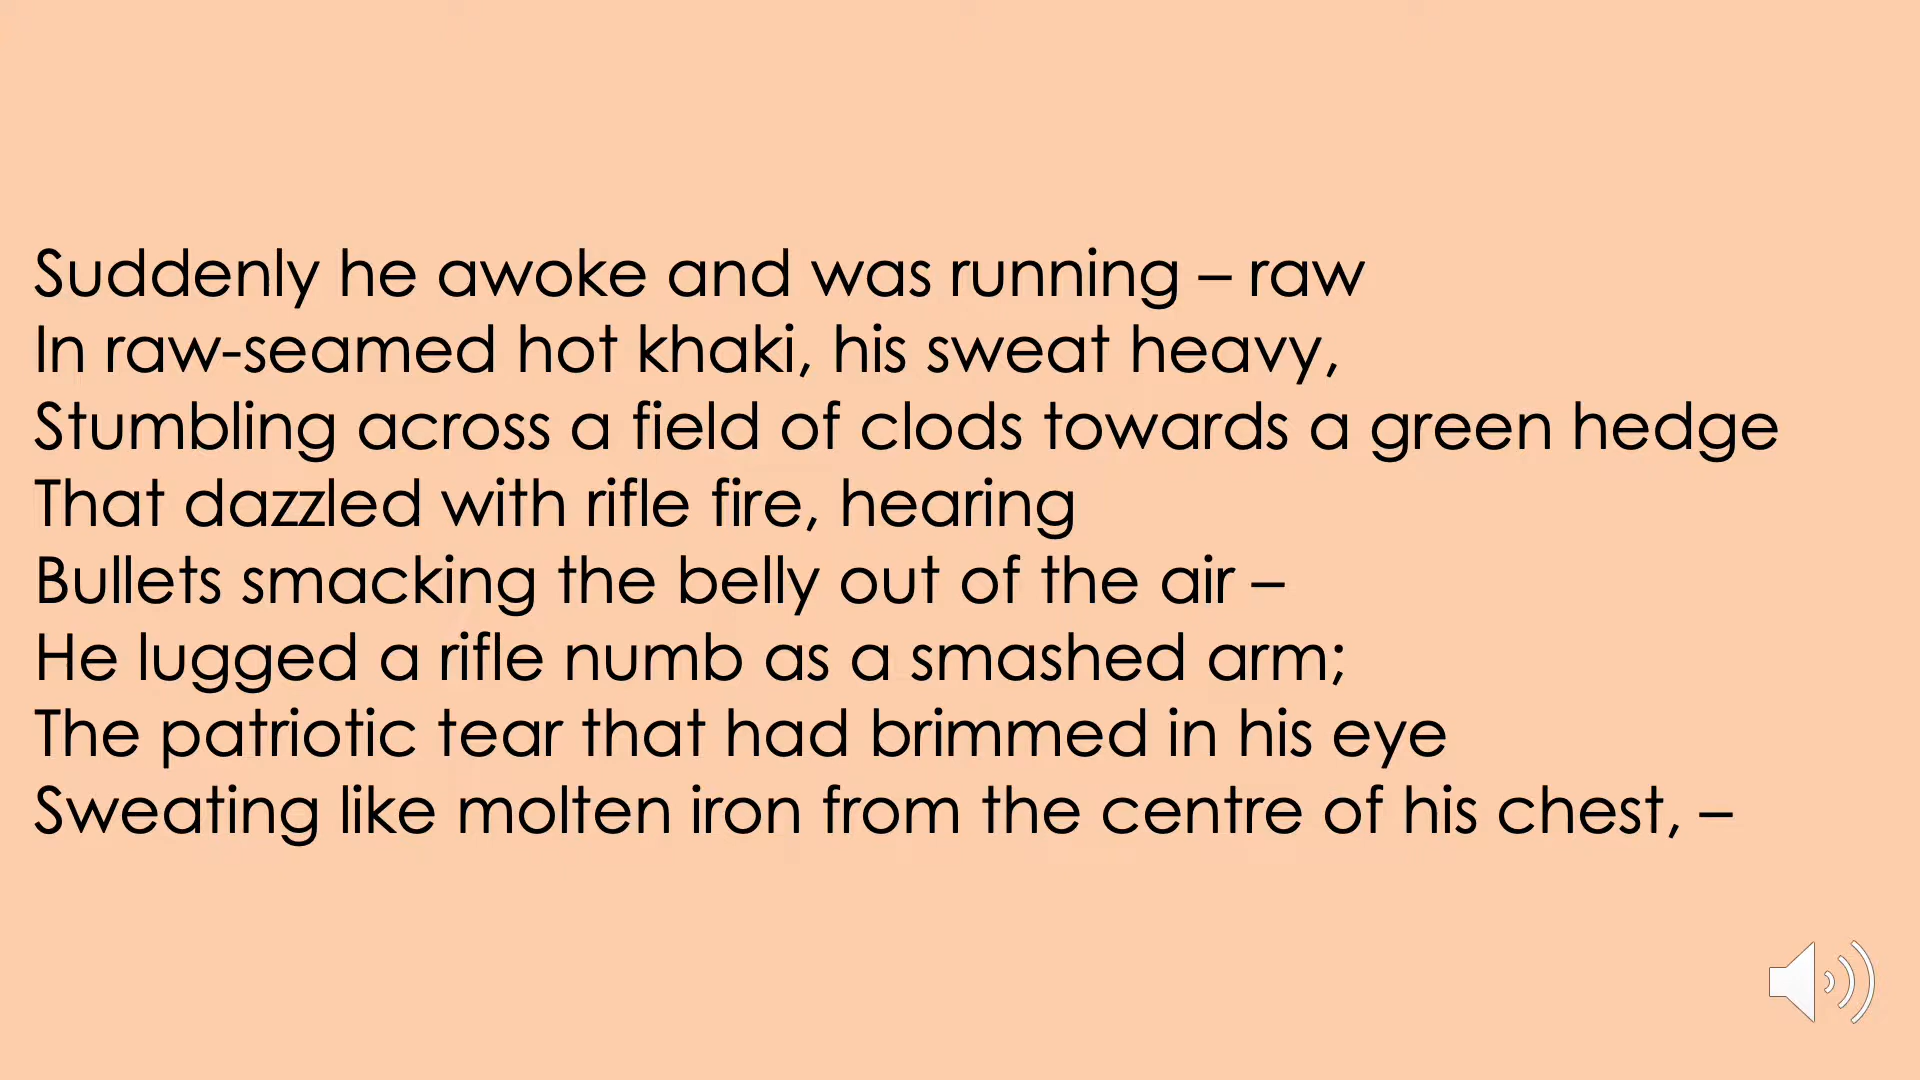 Suddenly he awoke and was running – raw
In raw-seamed hot khaki, his sweat heavy,
Stumbling across a field of clods towards a green hedge
That dazzled with rifle fire, hearing
Bullets smacking the belly out of the air –
He lugged a rifle numb as a smashed arm;
The patriotic tear that had brimmed in his eye
Sweating like molten iron from the centre of his chest, –